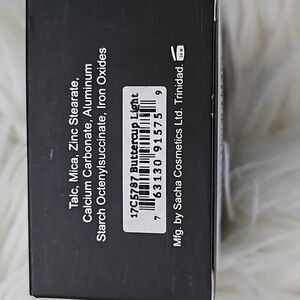 Talc, Mica, Zinc Stearate,
Calcium Carbonate, Aluminum
Starch Octenylsuccinate, Iron Oxides
17C5787 Buttercup Light
7 63130 91575 9
Mfg. by Sacha Cosmetics Ltd. Trinidad.